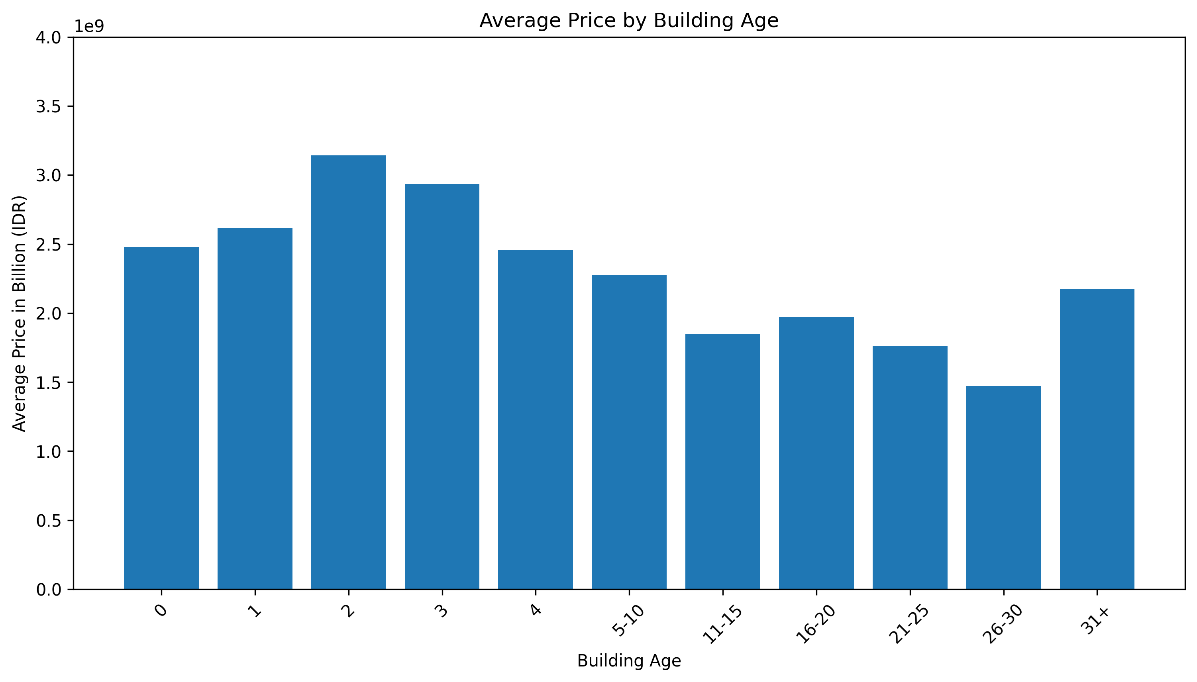 Average Price by Building Age
1e9
4.0
3.5
3.0
2.5
2.0
1.5
1.0
0.5
0.0
Average Price in Billion (IDR)
0 1 2 3 4 5-10 11-15 16-20 21-25 26-30 31+
Building Age